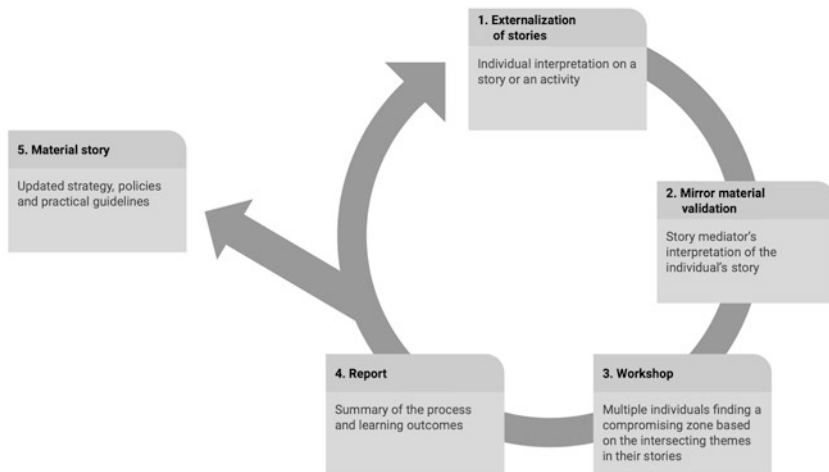 1. Externalization
of stories
Individual interpretation on a
story or an activity
2. Mirror material
validation
Story mediator's
interpretation of the
individual's story
3. Workshop
Multiple individuals finding a
compromising zone based
on the intersecting themes
in their stories
4. Report
Summary of the process
and learning outcomes
5. Material story
Updated strategy, policies
and practical guidelines